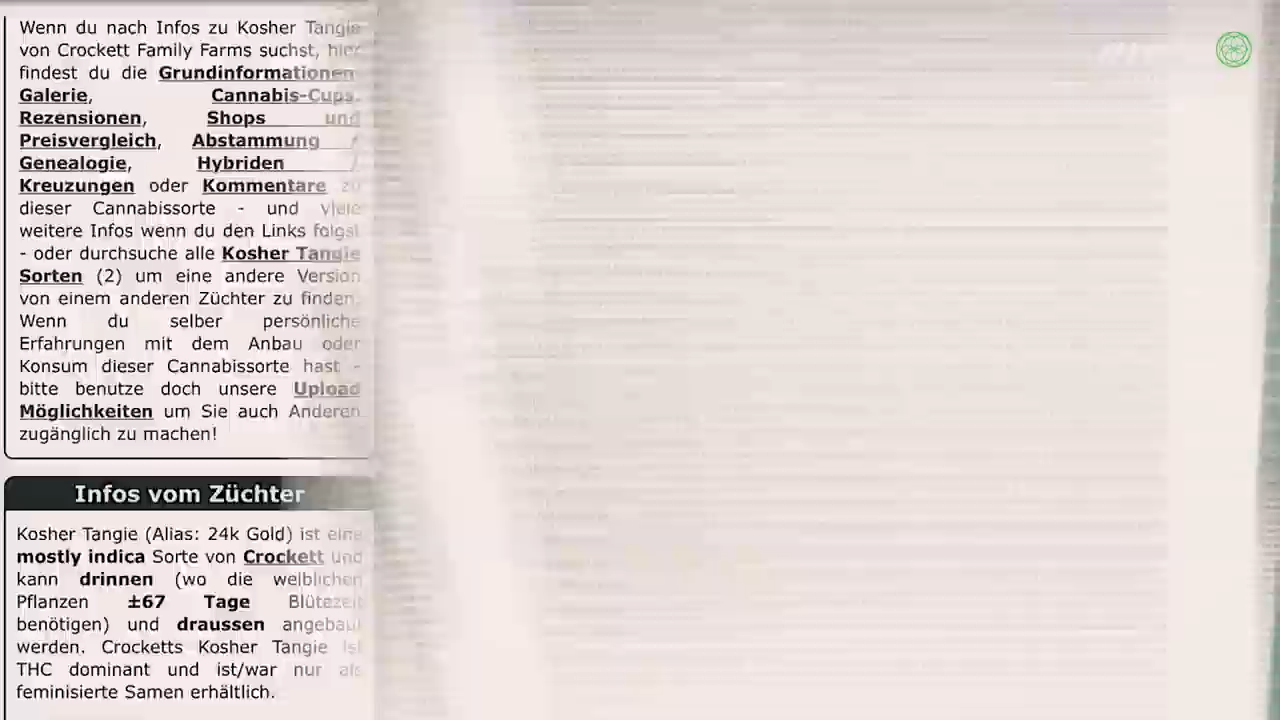 Wenn du nach Infos zu Kosher Tangie
von Crockett Family Farms suchst, hier
findest du die Grundinformationen
Galerie, Cannabis-Cups,
Rezensionen, Shops und
Preisvergleich, Abstammung /
Genealogie, Hybriden /
Kreuzungen oder Kommentare zu
dieser Cannabissorte - und viele
weitere Infos wenn du den Links folgst
- oder durchsuche alle Kosher Tangie
Sorten (2) um eine andere Version
von einem anderen Züchter zu finden.
Wenn du selber persönliche
Erfahrungen mit dem Anbau oder
Konsum dieser Cannabissorte hast -
bitte benutze doch unsere Upload
Möglichkeiten um Sie auch Anderen
zugänglich zu machen!
Infos vom Züchter
Kosher Tangie (Alias: 24k Gold) ist eine
mostly indica Sorte von Crockett und
kann drinnen (wo die weiblichen
Pflanzen ±67 Tage Blütezeit
benötigen) und draussen angebaut
werden. Crocketts Kosher Tangie ist
THC dominant und ist/war nur als
feminisierte Samen erhältlich.